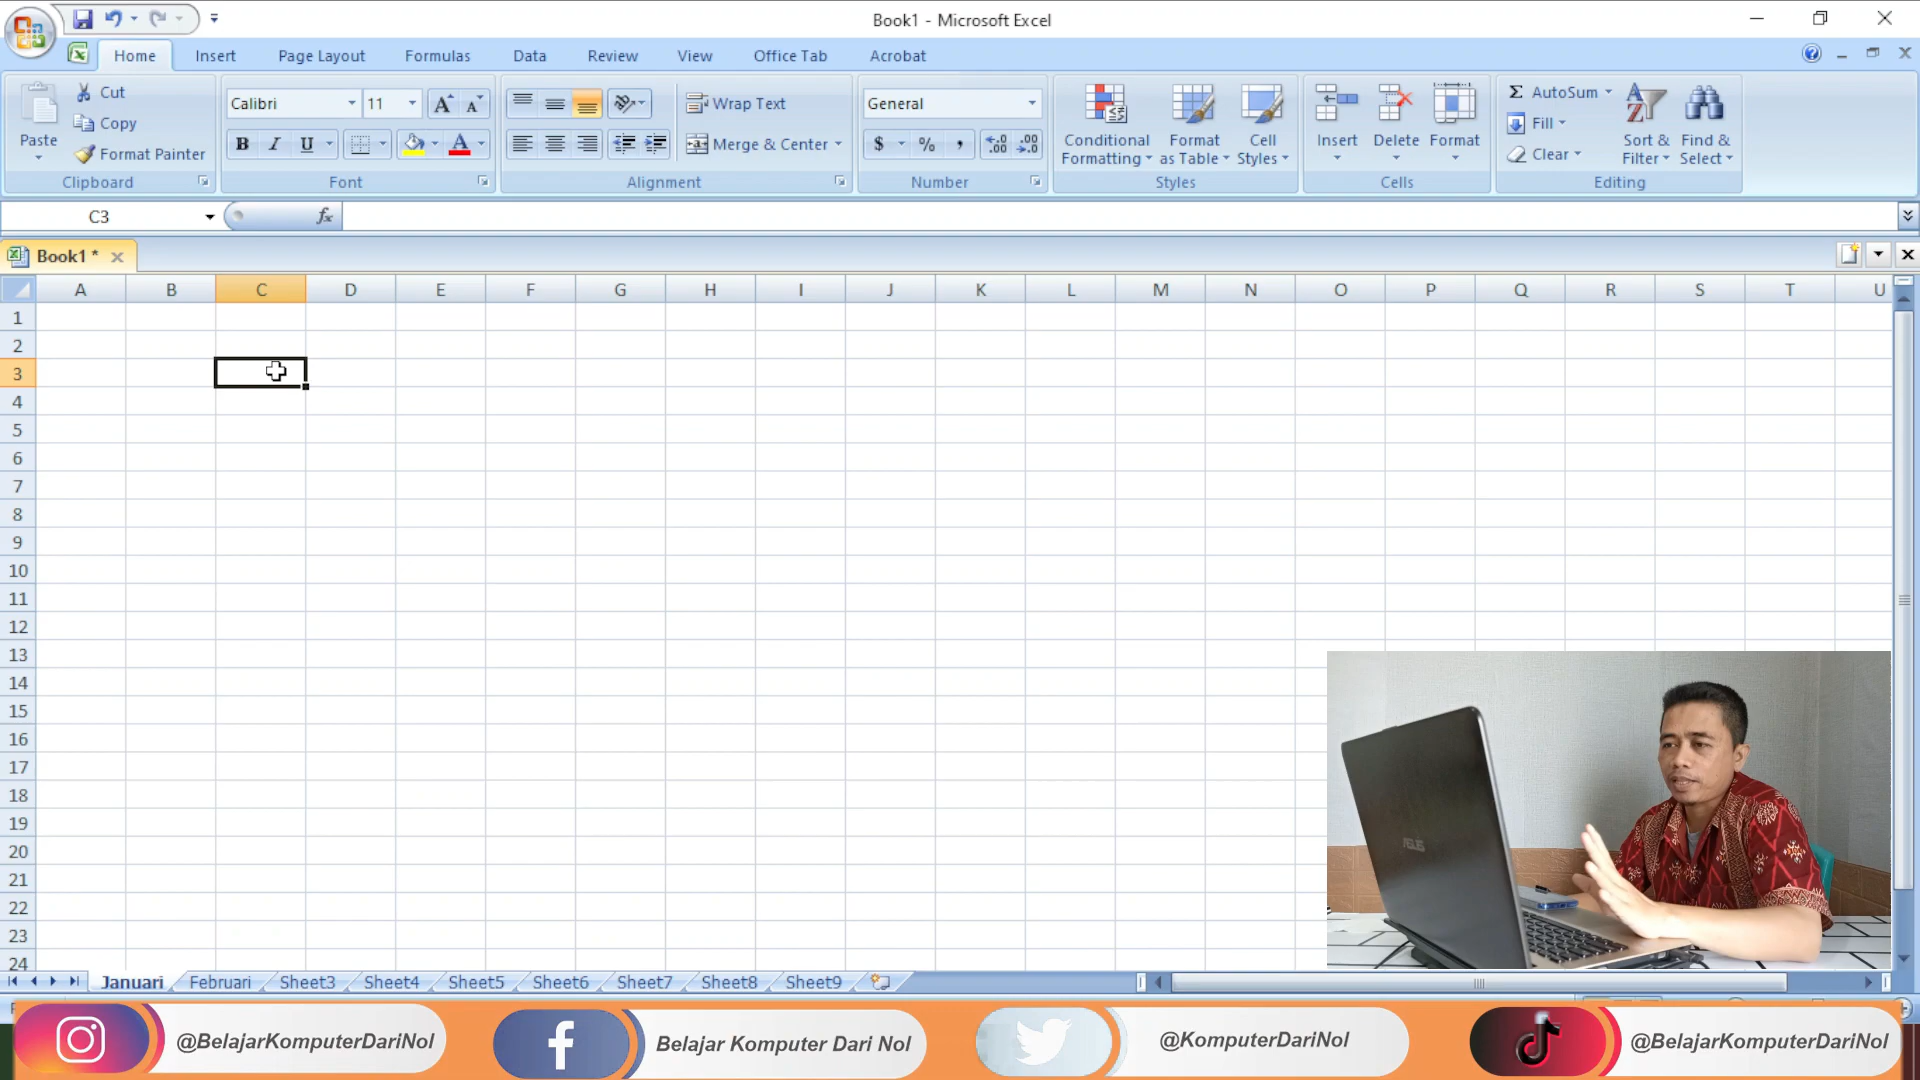 Book1 - Microsoft Excel
Home Insert Page Layout Formulas Data Review View Office Tab Acrobat
Paste
Cut
Copy
Format Painter
Clipboard
Calibri 11
B I U A
Font
Wrap Text
Merge & Center
Alignment
General
$ % ,
Number
Conditional Formatting
Format as Table
Cell Styles
Styles
Insert
Delete
Format
Cells
Σ AutoSum
Fill
Clear
Sort & Filter
Find & Select
Editing
C3 fx
Book1 *
A B C D E F G H I J K L M N O P Q R S T U
1
2
3
4
5
6
7
8
9
10
11
12
13
14
15
16
17
18
19
20
21
22
23
24
ASUS
Januari Februari Sheet3 Sheet4 Sheet5 Sheet6 Sheet7 Sheet8 Sheet9
@BelajarKomputerDariNol Belajar Komputer Dari Nol @KomputerDariNol @BelajarKomputerDariNol